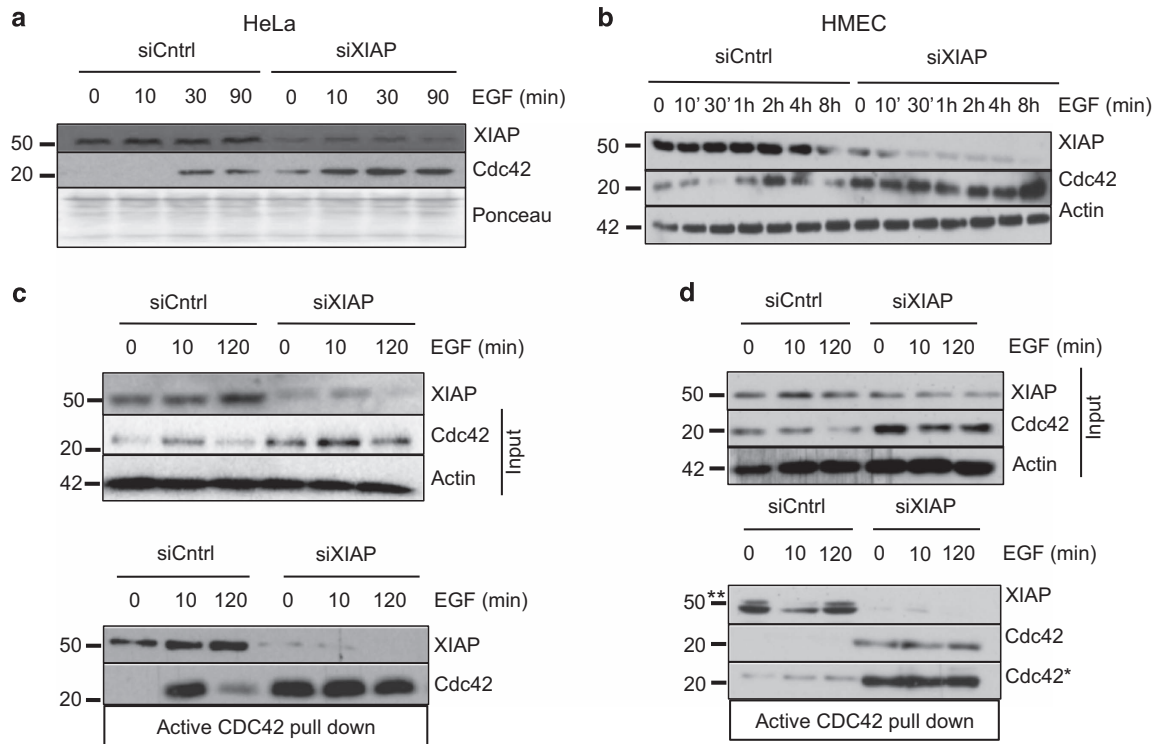 a
HeLa
siCntrl siXIAP
0 10 30 90 0 10 30 90 EGF (min)
50 XIAP
20 Cdc42
Ponceau
b
HMEC
siCntrl siXIAP
0 10’ 30’ 1h 2h 4h 8h 0 10’ 30’ 1h 2h 4h 8h EGF (min)
50 XIAP
20 Cdc42
42 Actin
c
siCntrl siXIAP
0 10 120 0 10 120 EGF (min)
50 XIAP
20 Cdc42
42 Actin
Input
siCntrl siXIAP
0 10 120 0 10 120 EGF (min)
50 XIAP
20 Cdc42
Active CDC42 pull down
d
siCntrl siXIAP
0 10 120 0 10 120 EGF (min)
50 XIAP
20 Cdc42
42 Actin
Input
siCntrl siXIAP
0 10 120 0 10 120 EGF (min)
50** XIAP
20 Cdc42
20 Cdc42*
Active CDC42 pull down